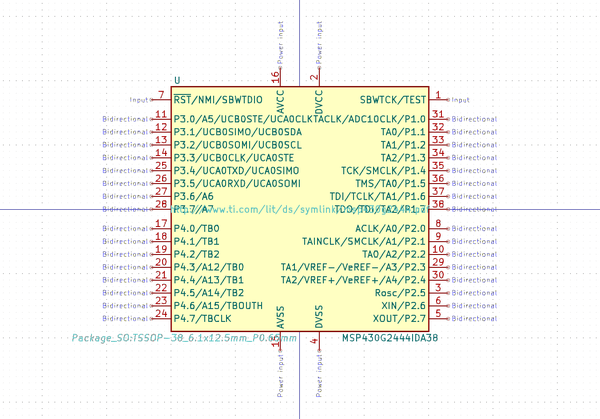 Power input
Power input
16
2
U
Input 7 RST/NMI/SBWTDIO SBWTCK/TEST 1 Input
AVCC
DVCC
Bidirectional 11 P3.0/A5/UCB0STE/UCA0CLK TACLK/ADC10CLK/P1.0 31 Bidirectional
Bidirectional 12 P3.1/UCB0SIMO/UCB0SDA TA0/P1.1 32 Bidirectional
Bidirectional 13 P3.2/UCB0SOMI/UCB0SCL TA1/P1.2 33 Bidirectional
Bidirectional 14 P3.3/UCB0CLK/UCA0STE TA2/P1.3 34 Bidirectional
Bidirectional 25 P3.4/UCA0TXD/UCA0SIMO TCK/SMCLK/P1.4 35 Bidirectional
Bidirectional 26 P3.5/UCA0RXD/UCA0SOMI TMS/TA0/P1.5 36 Bidirectional
Bidirectional 27 P3.6/A6 TDI/TCLK/TA1/P1.6 37 Bidirectional
Bidirectional 28 P3.7/A7 TDO/TDI/TA2/P1.7 38 Bidirectional
Bidirectional 17 P4.0/TB0 ACLK/A0/P2.0 8 Bidirectional
Bidirectional 18 P4.1/TB1 TAINCLK/SMCLK/A1/P2.1 9 Bidirectional
Bidirectional 19 P4.2/TB2 TA0/A2/P2.2 10 Bidirectional
Bidirectional 20 P4.3/A12/TB0 TA1/VREF-/VeREF-/A3/P2.3 29 Bidirectional
Bidirectional 21 P4.4/A13/TB1 TA2/VREF+/VeREF+/A4/P2.4 30 Bidirectional
Bidirectional 22 P4.5/A14/TB2 Rosc/P2.5 3 Bidirectional
Bidirectional 23 P4.6/A15/TBOUTH XIN/P2.6 6 Bidirectional
Bidirectional 24 P4.7/TBCLK XOUT/P2.7 5 Bidirectional
AVSS
DVSS
Package_SO:TSSOP-38_6.1x12.5mm_P0.65mm MSP430G2444IDA38
4
Power input
Power input